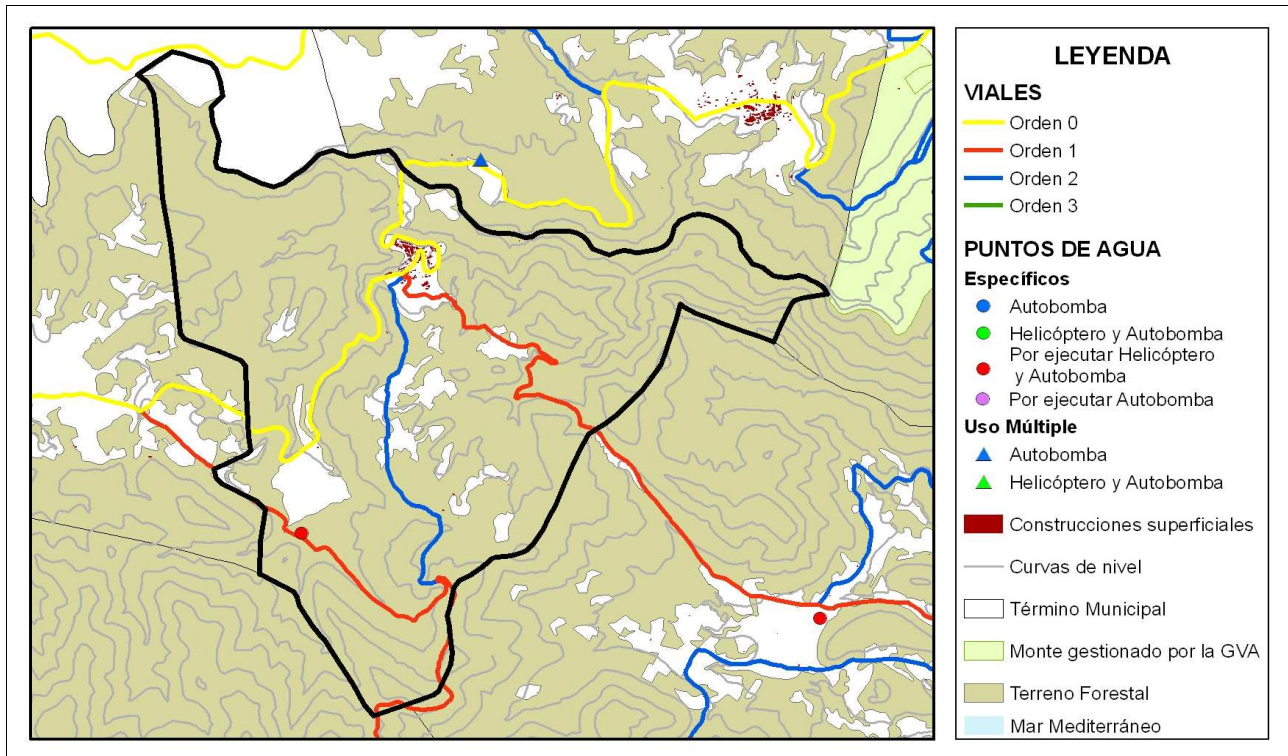 LEYENDA
VIALES
Orden 0
Orden 1
Orden 2
Orden 3
PUNTOS DE AGUA
Específicos
Autobomba
Helicóptero y Autobomba
Por ejecutar Helicóptero
y Autobomba
Por ejecutar Autobomba
Uso Múltiple
Autobomba
Helicóptero y Autobomba
Construcciones superficiales
Curvas de nivel
Término Municipal
Monte gestionado por la GVA
Terreno Forestal
Mar Mediterráneo